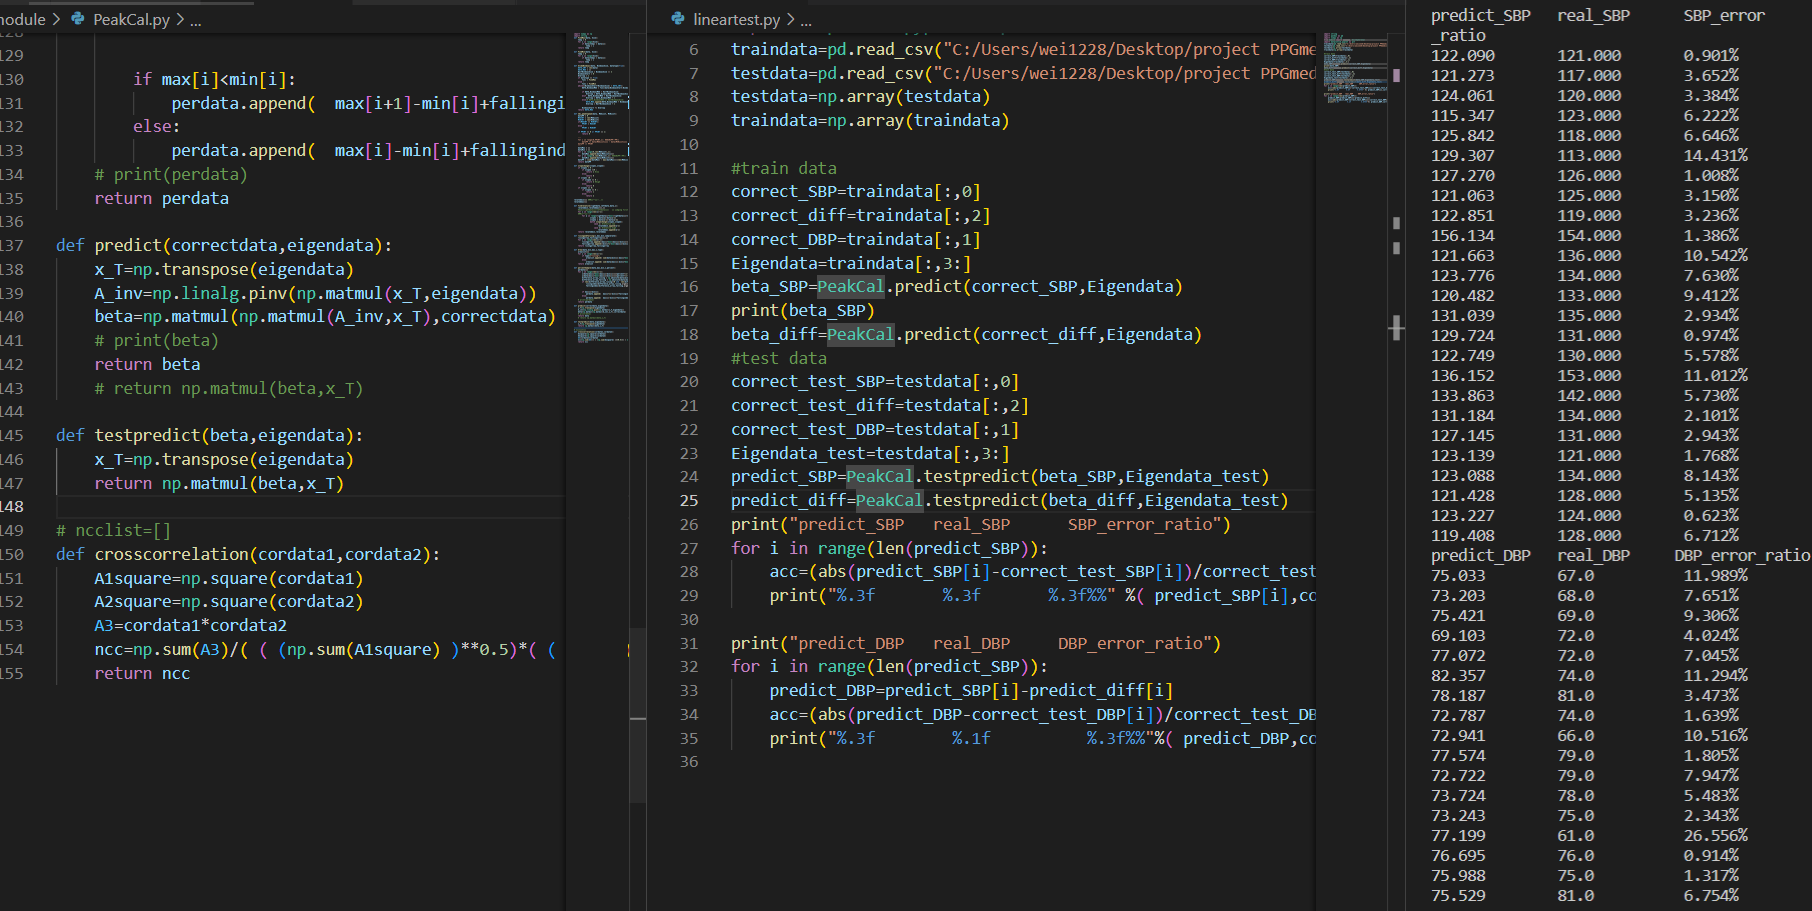 module > PeakCal.py > ...
128
129
130 if max[i]<min[i]:
131 perdata.append(  max[i+1]-min[i]+fallingi
132 else:
133 perdata.append(  max[i]-min[i]+fallingind
134 # print(perdata)
135 return perdata
136
137 def predict(correctdata,eigendata):
138 x_T=np.transpose(eigendata)
139 A_inv=np.linalg.pinv(np.matmul(x_T,eigendata))
140 beta=np.matmul(np.matmul(A_inv,x_T),correctdata)
141 # print(beta)
142 return beta
143 # return np.matmul(beta,x_T)
144
145 def testpredict(beta,eigendata):
146 x_T=np.transpose(eigendata)
147 return np.matmul(beta,x_T)
148
149 # ncclist=[]
150 def crosscorrelation(cordata1,cordata2):
151 A1square=np.square(cordata1)
152 A2square=np.square(cordata2)
153 A3=cordata1*cordata2
154 ncc=np.sum(A3)/( ( (np.sum(A1square) )**0.5)*( (
155 return ncc
lineartest.py > ...
6 traindata=pd.read_csv("C:/Users/wei1228/Desktop/project PPGmed
7 testdata=pd.read_csv("C:/Users/wei1228/Desktop/project PPGmed
8 testdata=np.array(testdata)
9 traindata=np.array(traindata)
10
11 #train data
12 correct_SBP=traindata[:,0]
13 correct_diff=traindata[:,2]
14 correct_DBP=traindata[:,1]
15 Eigendata=traindata[:,3:]
16 beta_SBP=PeakCal.predict(correct_SBP,Eigendata)
17 print(beta_SBP)
18 beta_diff=PeakCal.predict(correct_diff,Eigendata)
19 #test data
20 correct_test_SBP=testdata[:,0]
21 correct_test_diff=testdata[:,2]
22 correct_test_DBP=testdata[:,1]
23 Eigendata_test=testdata[:,3:]
24 predict_SBP=PeakCal.testpredict(beta_SBP,Eigendata_test)
25 predict_diff=PeakCal.testpredict(beta_diff,Eigendata_test)
26 print("predict_SBP   real_SBP      SBP_error_ratio")
27 for i in range(len(predict_SBP)):
28 acc=(abs(predict_SBP[i]-correct_test_SBP[i])/correct_test
29 print("%.3f       %.3f       %.3f%%" %( predict_SBP[i],co
30
31 print("predict_DBP   real_DBP     DBP_error_ratio")
32 for i in range(len(predict_SBP)):
33 predict_DBP=predict_SBP[i]-predict_diff[i]
34 acc=(abs(predict_DBP-correct_test_DBP[i])/correct_test_DB
35 print("%.3f        %.1f          %.3f%%"%( predict_DBP,co
36
predict_SBP   real_SBP      SBP_error
_ratio
122.090       121.000       0.901%
121.273       117.000       3.652%
124.061       120.000       3.384%
115.347       123.000       6.222%
125.842       118.000       6.646%
129.307       113.000       14.431%
127.270       126.000       1.008%
121.063       125.000       3.150%
122.851       119.000       3.236%
156.134       154.000       1.386%
121.663       136.000       10.542%
123.776       134.000       7.630%
120.482       133.000       9.412%
131.039       135.000       2.934%
129.724       131.000       0.974%
122.749       130.000       5.578%
136.152       153.000       11.012%
133.863       142.000       5.730%
131.184       134.000       2.101%
127.145       131.000       2.943%
123.139       121.000       1.768%
123.088       134.000       8.143%
121.428       128.000       5.135%
123.227       124.000       0.623%
119.408       128.000       6.712%
predict_DBP   real_DBP     DBP_error_ratio
75.033        67.0          11.989%
73.203        68.0          7.651%
75.421        69.0          9.306%
69.103        72.0          4.024%
77.072        72.0          7.045%
82.357        74.0          11.294%
78.187        81.0          3.473%
72.787        74.0          1.639%
72.941        66.0          10.516%
77.574        79.0          1.805%
72.722        79.0          7.947%
73.724        78.0          5.483%
73.243        75.0          2.343%
77.199        61.0          26.556%
76.695        76.0          0.914%
75.988        75.0          1.317%
75.529        81.0          6.754%